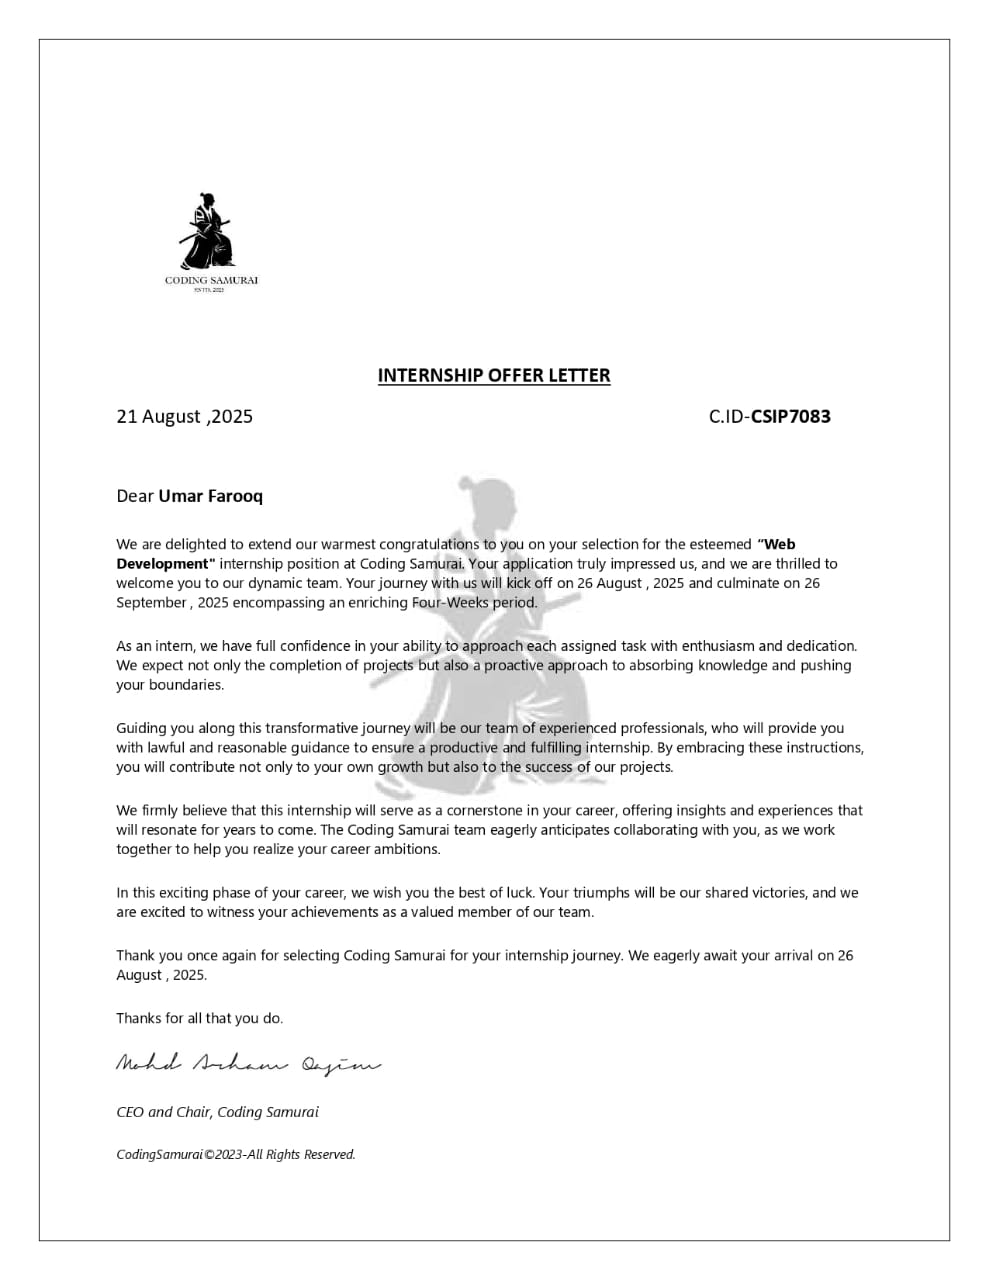 CODING SAMURAI
INTERNSHIP OFFER LETTER
21 August ,2025 C.ID-CSIP7083
Dear Umar Farooq
We are delighted to extend our warmest congratulations to you on your selection for the esteemed “Web
Development" internship position at Coding Samurai. Your application truly impressed us, and we are thrilled to
welcome you to our dynamic team. Your journey with us will kick off on 26 August , 2025 and culminate on 26
September , 2025 encompassing an enriching Four-Weeks period.
As an intern, we have full confidence in your ability to approach each assigned task with enthusiasm and dedication.
We expect not only the completion of projects but also a proactive approach to absorbing knowledge and pushing
your boundaries.
Guiding you along this transformative journey will be our team of experienced professionals, who will provide you
with lawful and reasonable guidance to ensure a productive and fulfilling internship. By embracing these instructions,
you will contribute not only to your own growth but also to the success of our projects.
We firmly believe that this internship will serve as a cornerstone in your career, offering insights and experiences that
will resonate for years to come. The Coding Samurai team eagerly anticipates collaborating with you, as we work
together to help you realize your career ambitions.
In this exciting phase of your career, we wish you the best of luck. Your triumphs will be our shared victories, and we
are excited to witness your achievements as a valued member of our team.
Thank you once again for selecting Coding Samurai for your internship journey. We eagerly await your arrival on 26
August , 2025.
Thanks for all that you do.
Mohd Arham Qasim
CEO and Chair, Coding Samurai
CodingSamurai©2023-All Rights Reserved.